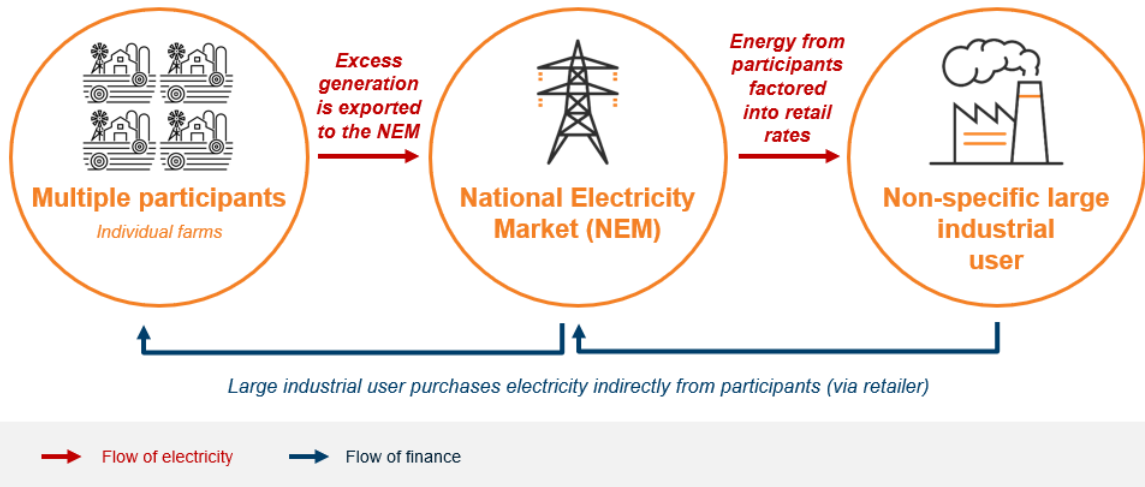 Multiple participants
Individual farms
Excess
generation
is exported
to the NEM
National Electricity
Market (NEM)
Energy from
participants
factored
into retail
rates
Non-specific large
industrial
user
Large industrial user purchases electricity indirectly from participants (via retailer)
Flow of electricity
Flow of finance